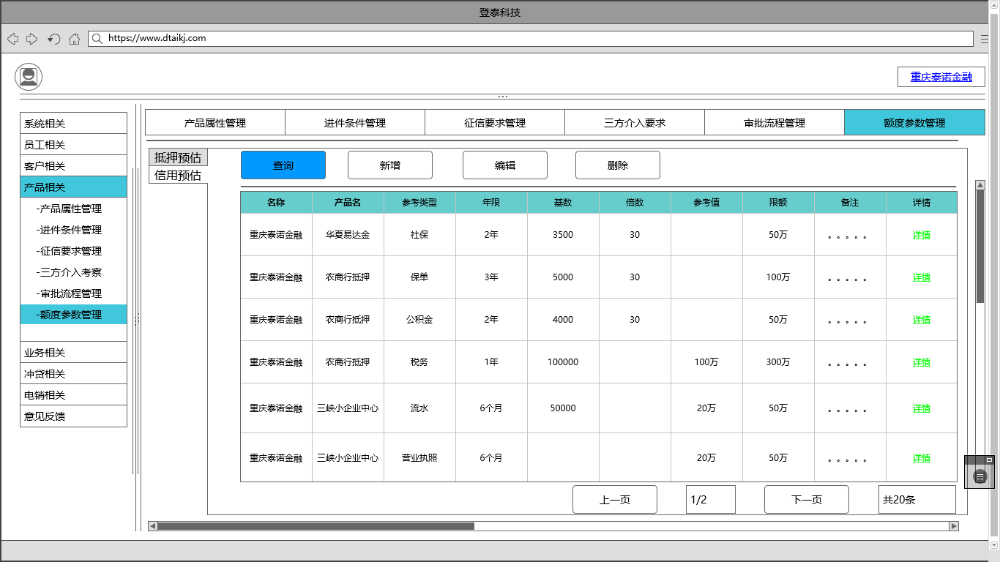 登泰科技
https://www.dtaikj.com
重庆泰诺金融
系统相关
员工相关
客户相关
产品相关
-产品属性管理
-进件条件管理
-征信要求管理
-三方介入考察
-审批流程管理
-额度参数管理
业务相关
冲贷相关
电销相关
意见反馈
产品属性管理 进件条件管理 征信要求管理 三方介入要求 审批流程管理 额度参数管理
抵押预估
信用预估
查询 新增 编辑 删除
名称 产品名 参考类型 年限 基数 倍数 参考值 限额 备注 详情
重庆泰诺金融 华夏易达金 社保 2年 3500 30 50万 。。。。。 详情
重庆泰诺金融 农商行抵押 保单 3年 5000 30 100万 。。。。。 详情
重庆泰诺金融 农商行抵押 公积金 2年 4000 30 50万 。。。。。 详情
重庆泰诺金融 农商行抵押 税务 1年 100000 100万 300万 。。。。。 详情
重庆泰诺金融 三峡小企业中心 流水 6个月 50000 20万 50万 。。。。。 详情
重庆泰诺金融 三峡小企业中心 营业执照 6个月 20万 50万 。。。。。 详情
上一页 1/2 下一页 共20条